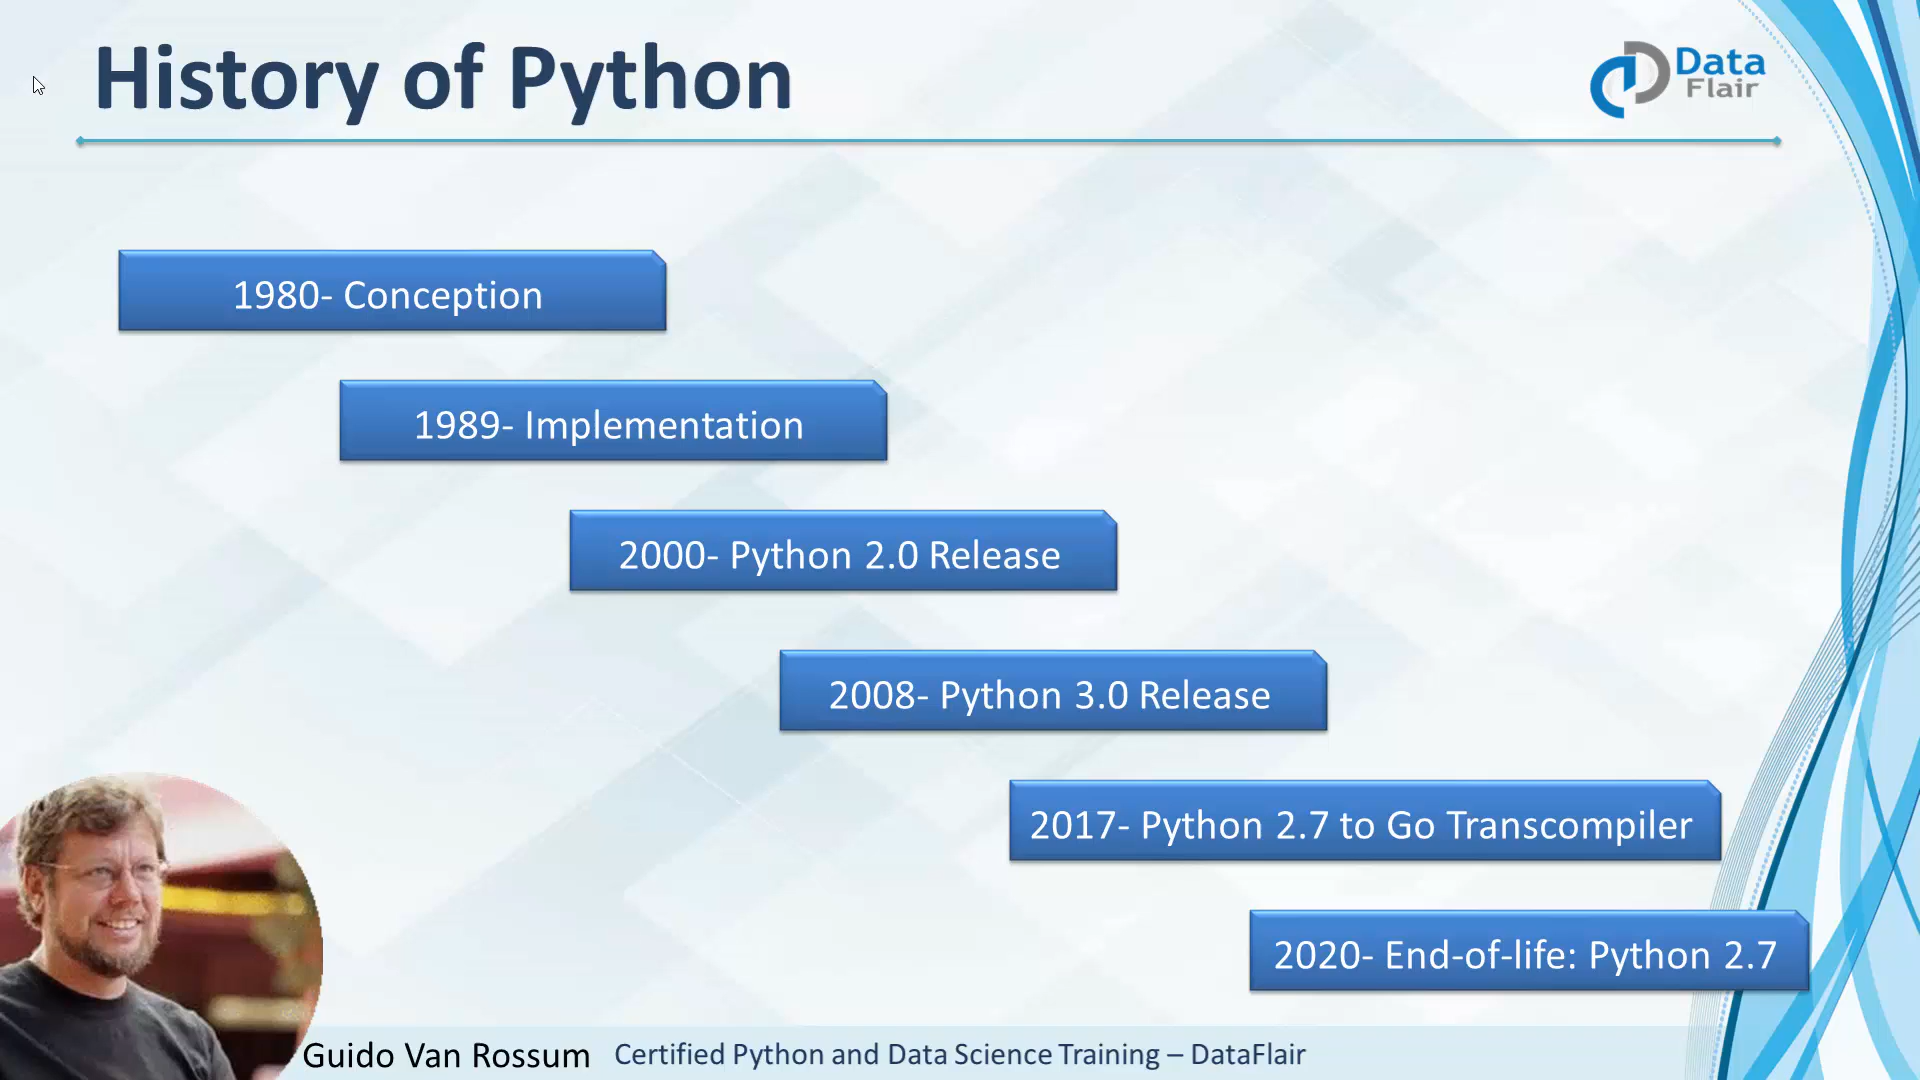 History of Python
Data
Flair
1980- Conception
1989- Implementation
2000- Python 2.0 Release
2008- Python 3.0 Release
2017- Python 2.7 to Go Transcompiler
2020- End-of-life: Python 2.7
Guido Van Rossum
Certified Python and Data Science Training – DataFlair